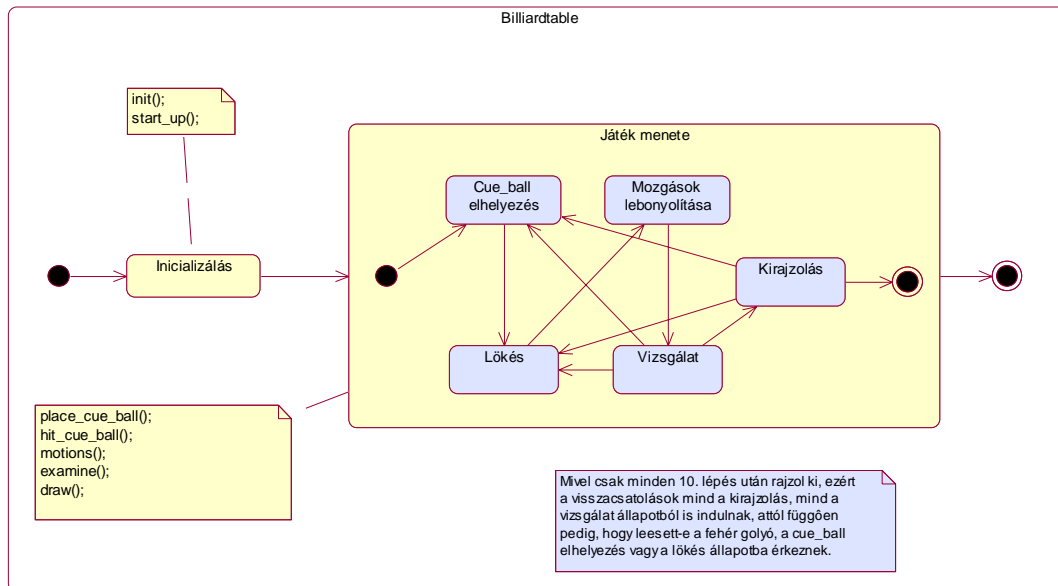 Billiardtable
init();
start_up();
Játék menete
Cue_ball
elhelyezés
Mozgások
lebonyolítása
Inicializálás
Kirajzolás
Lökés
Vizsgálat
place_cue_ball();
hit_cue_ball();
motions();
examine();
draw();
Mivel csak minden 10. lépés után rajzol ki, ezért
a visszacsatolások mind a kirajzolás, mind a
vizsgálat állapotból is indulnak, attól függõen
pedig, hogy leesett-e a fehér golyó, a cue_ball
elhelyezés vagy a lökés állapotba érkeznek.